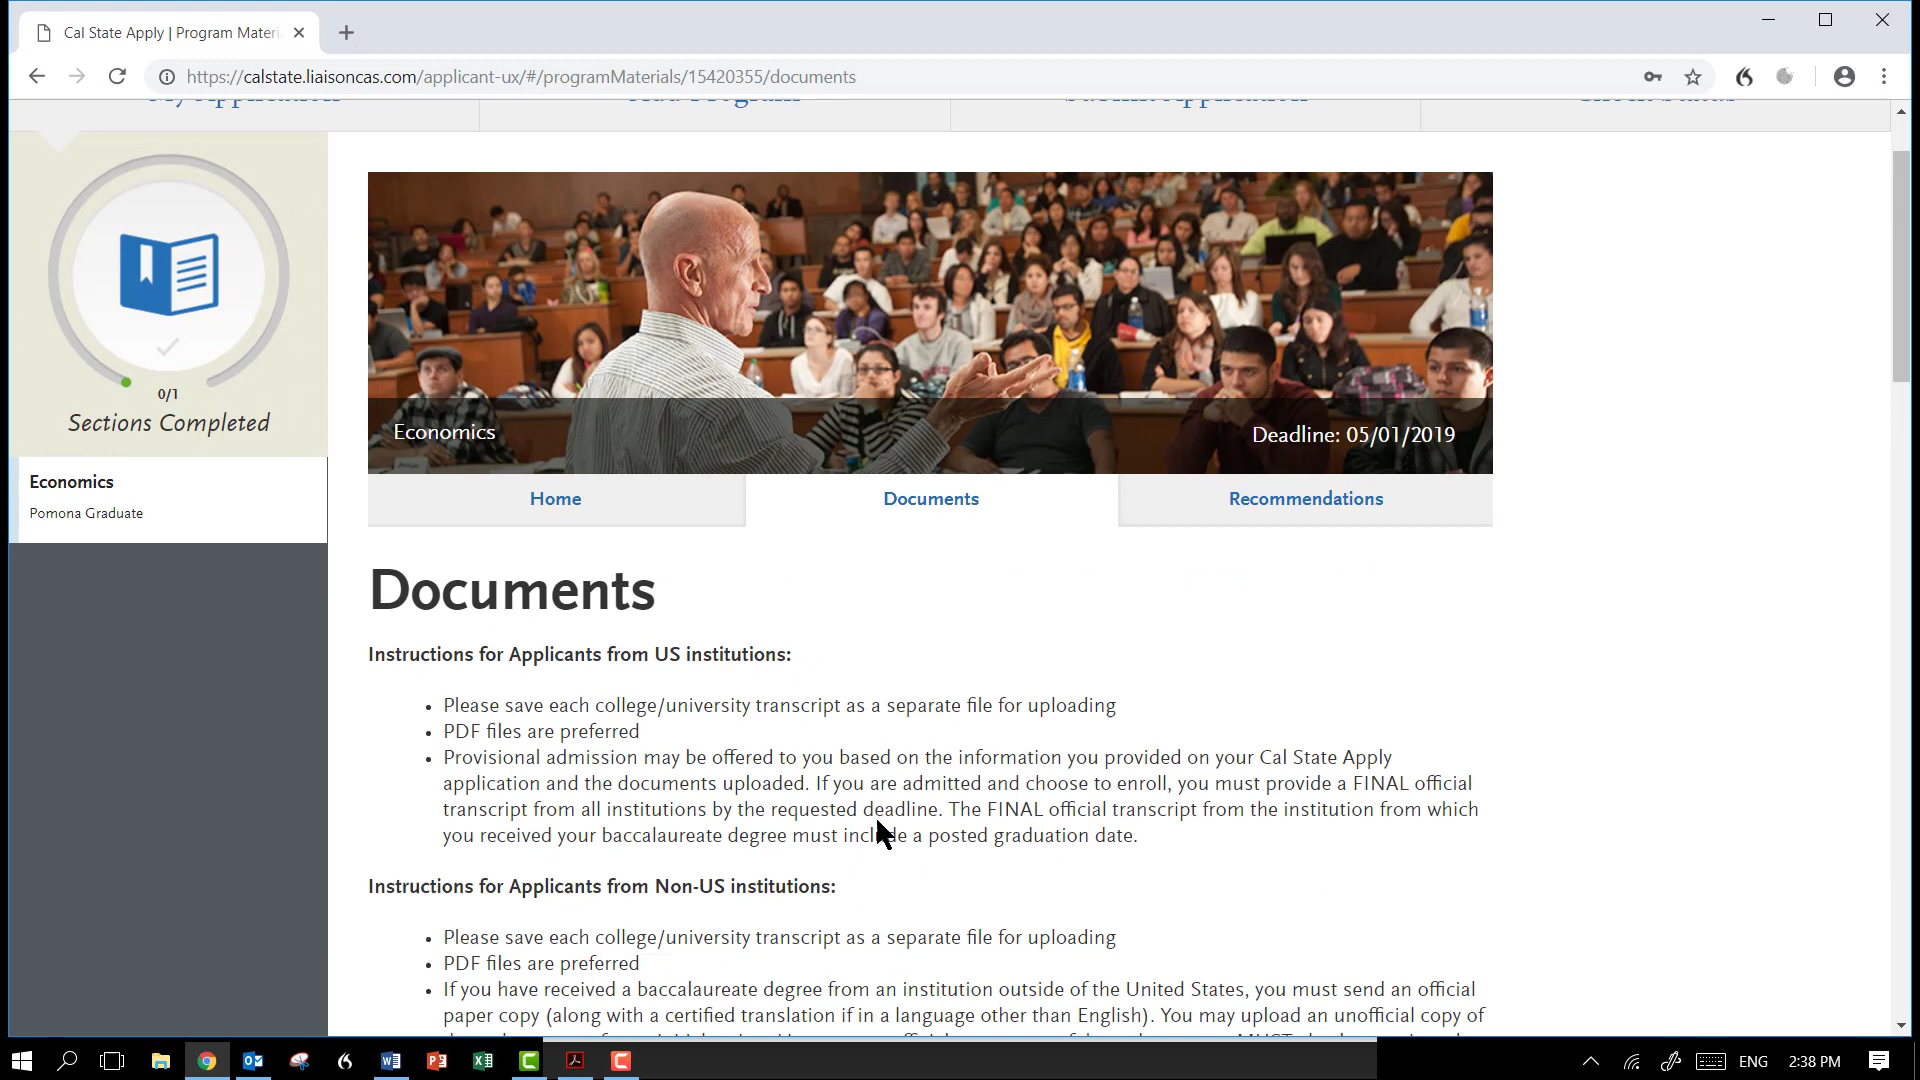 Cal State Apply | Program Materi
https://calstate.liaisoncas.com/applicant-ux/#/programMaterials/15420355/documents
0/1
Sections Completed
Economics
Pomona Graduate
Economics
Deadline: 05/01/2019
Home
Documents
Recommendations
Documents
Instructions for Applicants from US institutions:
• Please save each college/university transcript as a separate file for uploading
• PDF files are preferred
• Provisional admission may be offered to you based on the information you provided on your Cal State Apply
application and the documents uploaded. If you are admitted and choose to enroll, you must provide a FINAL official
transcript from all institutions by the requested deadline. The FINAL official transcript from the institution from which
you received your baccalaureate degree must include a posted graduation date.
Instructions for Applicants from Non-US institutions:
• Please save each college/university transcript as a separate file for uploading
• PDF files are preferred
• If you have received a baccalaureate degree from an institution outside of the United States, you must send an official
paper copy (along with a certified translation if in a language other than English). You may upload an unofficial copy of
ENG
2:38 PM